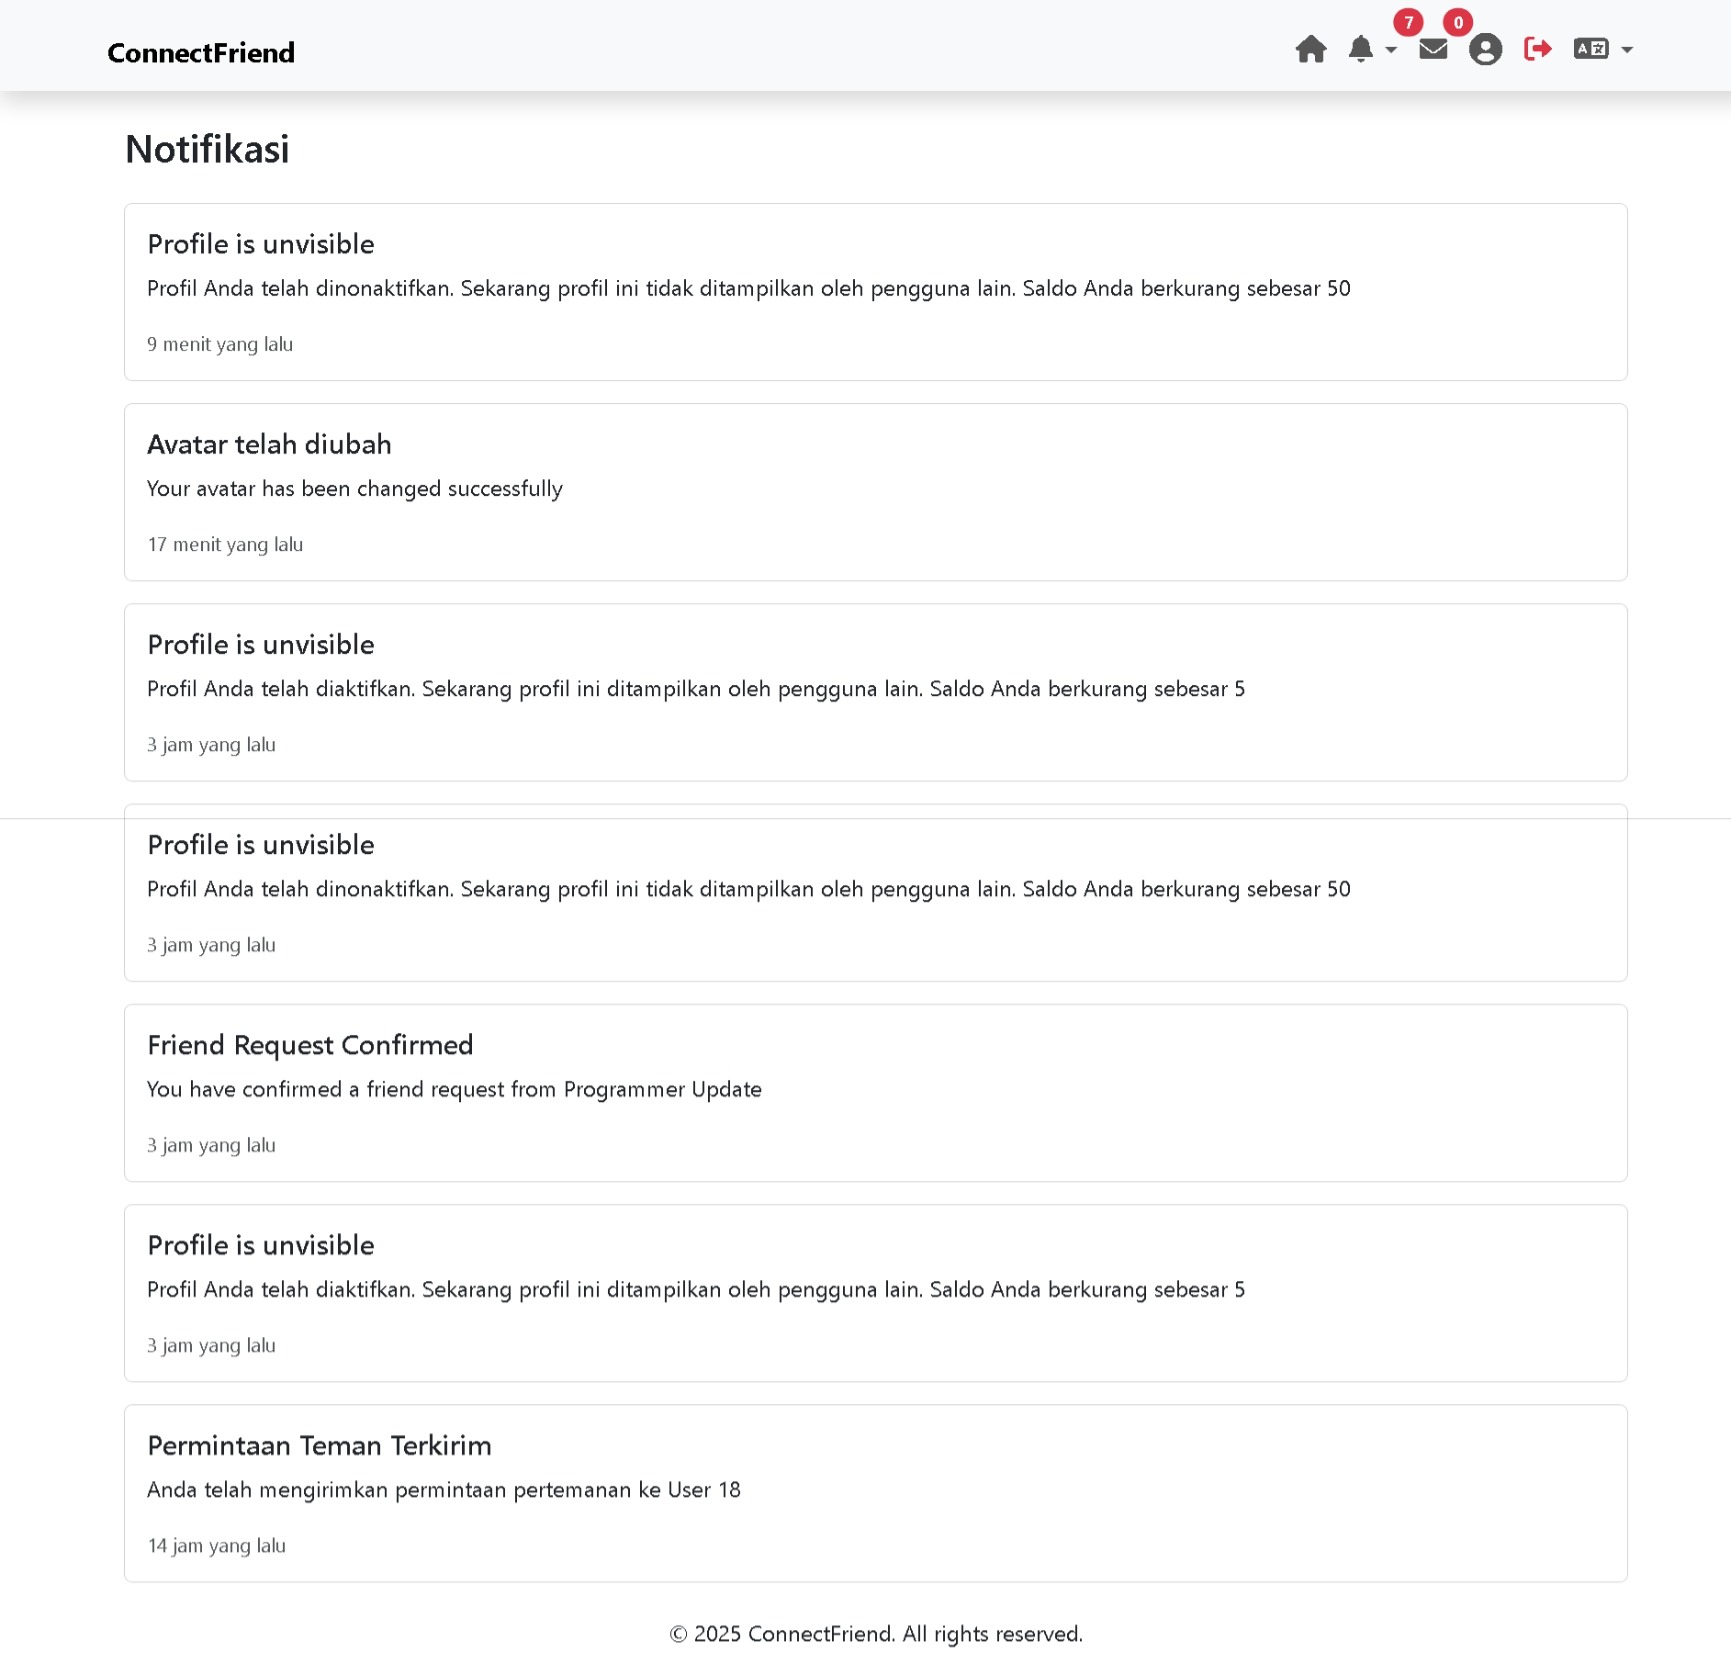 ConnectFriend
7
0
A
Notifikasi
Profile is unvisible
Profil Anda telah dinonaktifkan. Sekarang profil ini tidak ditampilkan oleh pengguna lain. Saldo Anda berkurang sebesar 50
9 menit yang lalu
Avatar telah diubah
Your avatar has been changed successfully
17 menit yang lalu
Profile is unvisible
Profil Anda telah diaktifkan. Sekarang profil ini ditampilkan oleh pengguna lain. Saldo Anda berkurang sebesar 5
3 jam yang lalu
Profile is unvisible
Profil Anda telah dinonaktifkan. Sekarang profil ini tidak ditampilkan oleh pengguna lain. Saldo Anda berkurang sebesar 50
3 jam yang lalu
Friend Request Confirmed
You have confirmed a friend request from Programmer Update
3 jam yang lalu
Profile is unvisible
Profil Anda telah diaktifkan. Sekarang profil ini ditampilkan oleh pengguna lain. Saldo Anda berkurang sebesar 5
3 jam yang lalu
Permintaan Teman Terkirim
Anda telah mengirimkan permintaan pertemanan ke User 18
14 jam yang lalu
© 2025 ConnectFriend. All rights reserved.